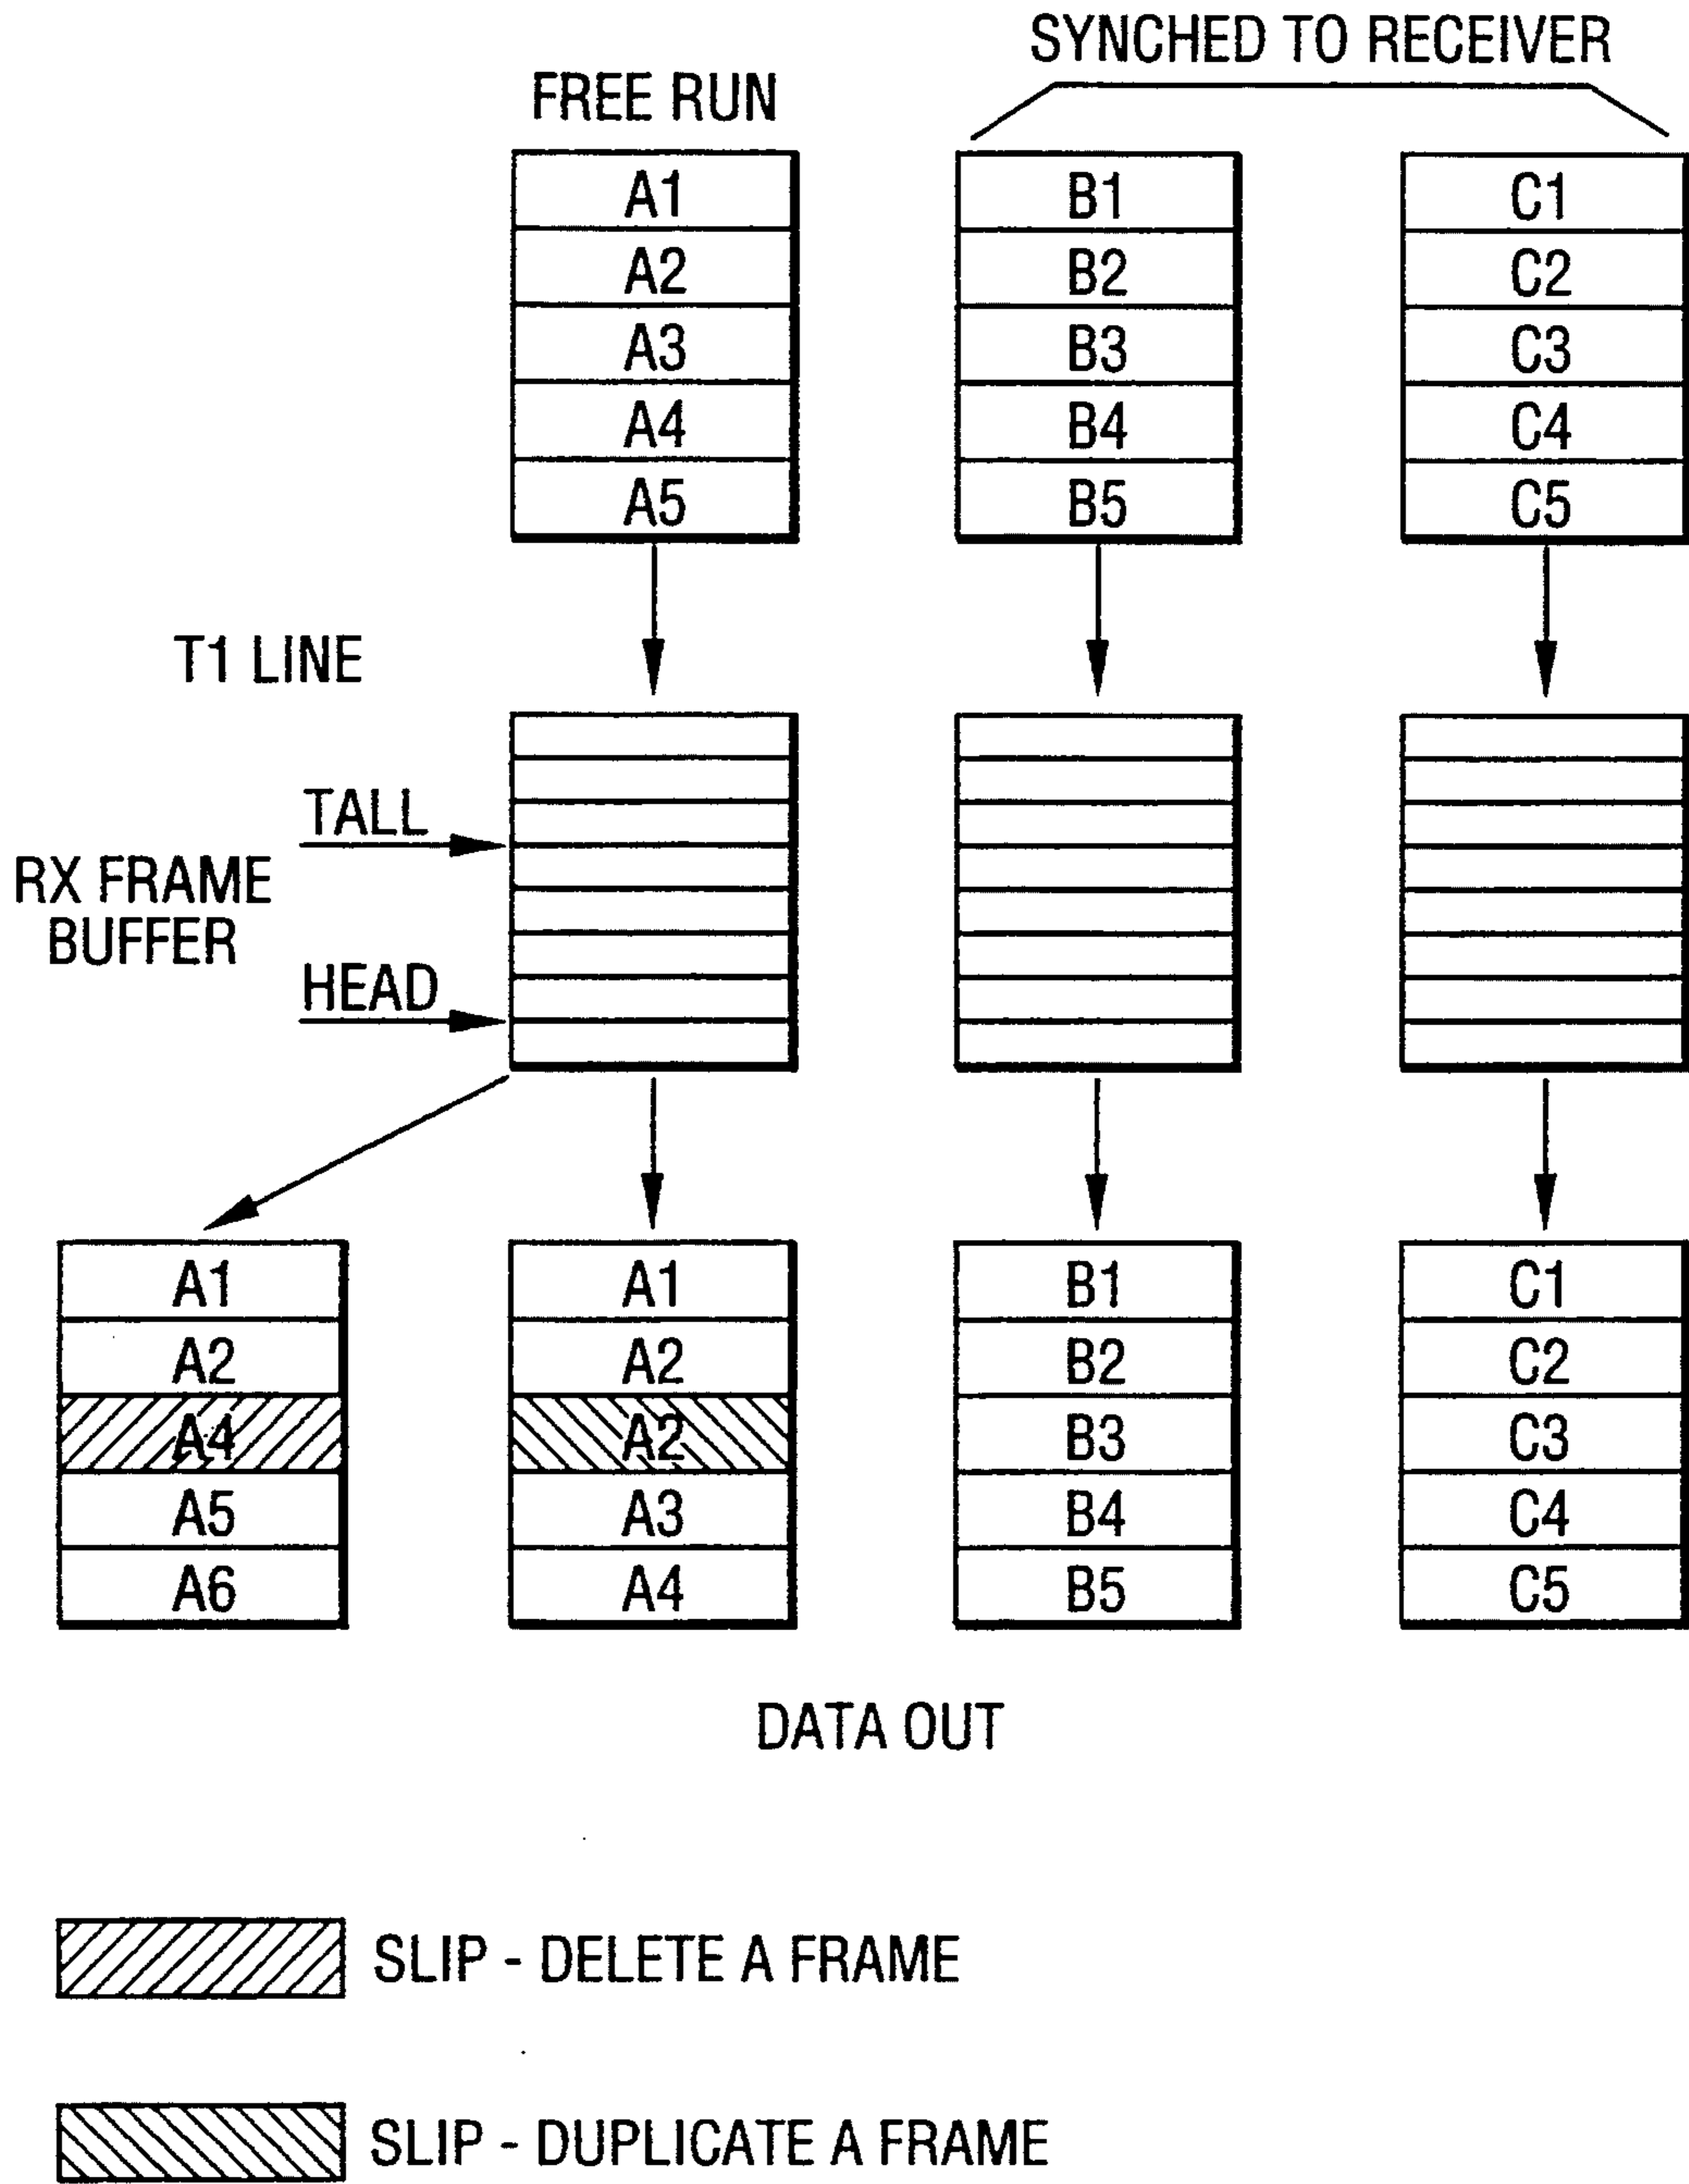 SYNCHED TO RECEIVER
FREE RUN
A1 B1 C1
A2 B2 C2
A3 B3 C3
A4 B4 C4
A5 B5 C5
T1 LINE
TALL
RX FRAME
BUFFER
HEAD
A1 A1 B1 C1
A2 A2 B2 C2
A4 A2 B3 C3
A5 A3 B4 C4
A6 A4 B5 C5
DATA OUT
SLIP - DELETE A FRAME
SLIP - DUPLICATE A FRAME